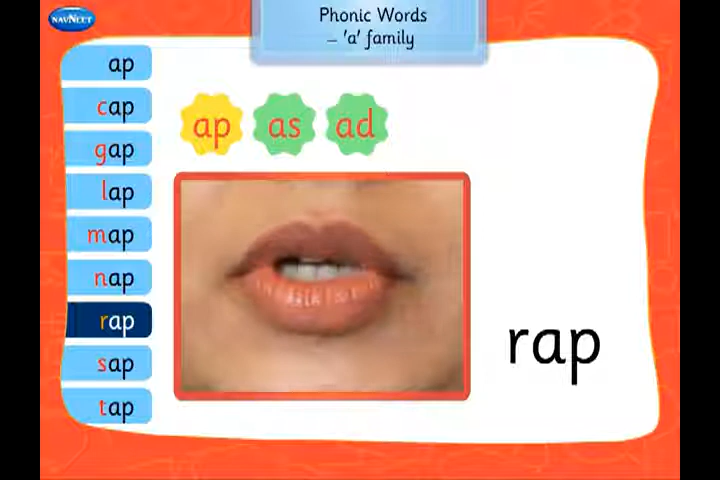 NAVNEET
Phonic Words
– 'a' family
ap
cap
gap
lap
map
nap
rap
sap
tap
ap as ad
rap